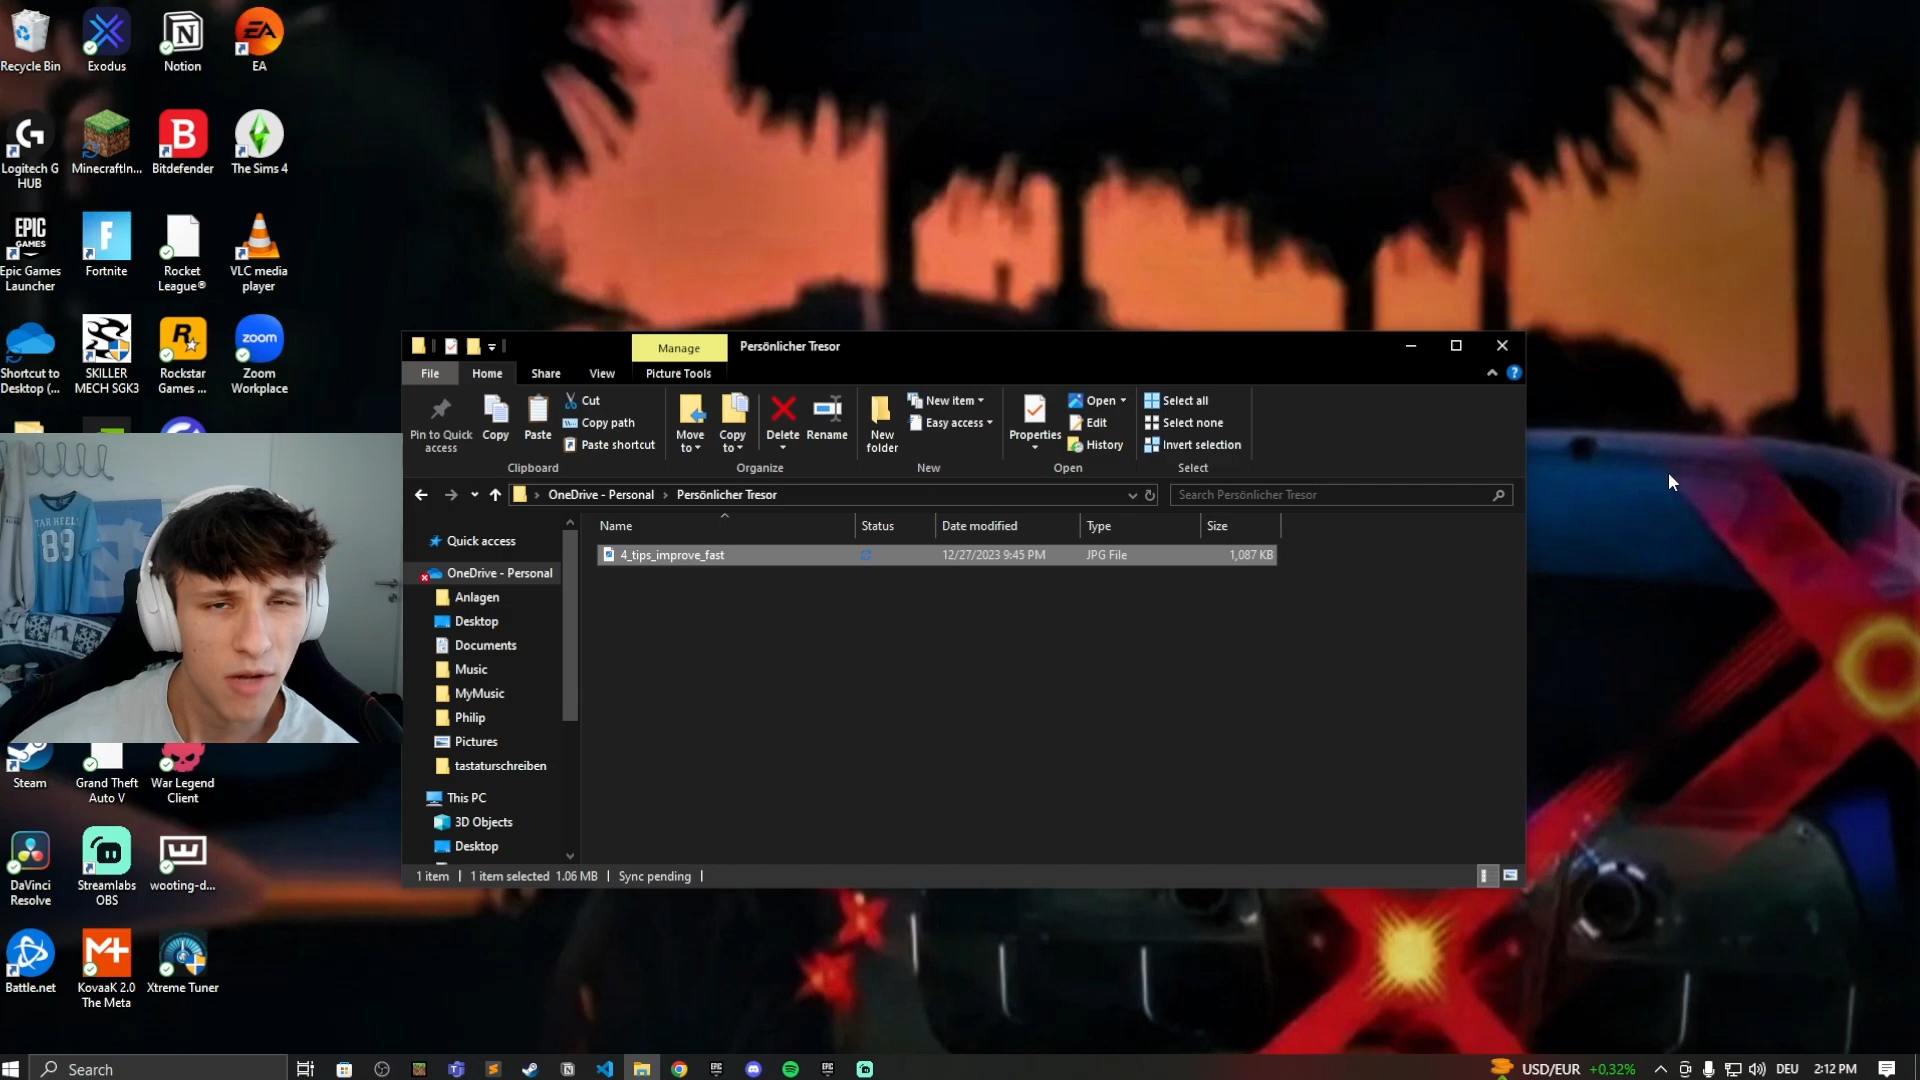 Recycle Bin
Exodus
Notion
EA
Logitech G
HUB
MinecraftIn...
Bitdefender
The Sims 4
EPIC
GAMES
Epic Games
Launcher
Fortnite
Rocket
League®
VLC media
player
Shortcut to
Desktop (...
SKILLER
MECH SGK3
Rockstar
Games ...
zoom
Zoom
Workplace
TAR HEELS
89
Steam
Grand Theft
Auto V
War Legend
Client
DaVinci
Resolve
Streamlabs
OBS
wooting-d...
Battle.net
KovaaK 2.0
The Meta
Xtreme Tuner
Manage
Persönlicher Tresor
File
Home
Share
View
Picture Tools
Pin to Quick
access
Copy
Paste
Cut
Copy path
Paste shortcut
Clipboard
Move
to
Copy
to
Delete
Rename
Organize
New
folder
New item
Easy access
New
Properties
Open
Edit
History
Open
Select all
Select none
Invert selection
Select
OneDrive - Personal
Persönlicher Tresor
Search Persönlicher Tresor
Name
Status
Date modified
Type
Size
4_tips_improve_fast
12/27/2023 9:45 PM
JPG File
1,087 KB
Quick access
OneDrive - Personal
Anlagen
Desktop
Documents
Music
MyMusic
Philip
Pictures
tastaturschreiben
This PC
3D Objects
Desktop
1 item
1 item selected 1.06 MB
Sync pending
Search
USD/EUR +0,32%
DEU
2:12 PM